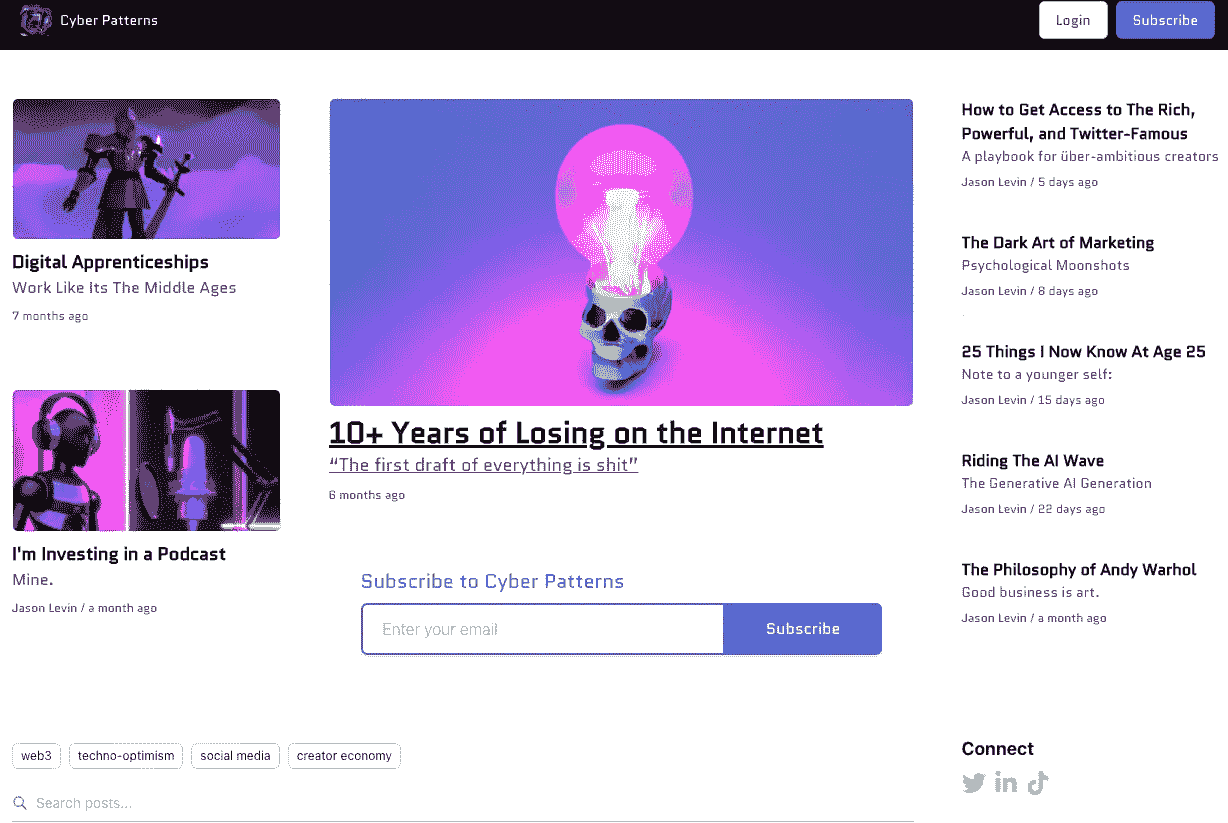 Cyber Patterns
Login
Subscribe
Digital Apprenticeships
Work Like Its The Middle Ages
7 months ago
I'm Investing in a Podcast
Mine.
Jason Levin / a month ago
10+ Years of Losing on the Internet
“The first draft of everything is shit”
6 months ago
Subscribe to Cyber Patterns
Enter your email
Subscribe
How to Get Access to The Rich,
Powerful, and Twitter-Famous
A playbook for über-ambitious creators
Jason Levin / 5 days ago
The Dark Art of Marketing
Psychological Moonshots
Jason Levin / 8 days ago
25 Things I Now Know At Age 25
Note to a younger self:
Jason Levin / 15 days ago
Riding The AI Wave
The Generative AI Generation
Jason Levin / 22 days ago
The Philosophy of Andy Warhol
Good business is art.
Jason Levin / a month ago
web3
techno-optimism
social media
creator economy
Search posts...
Connect